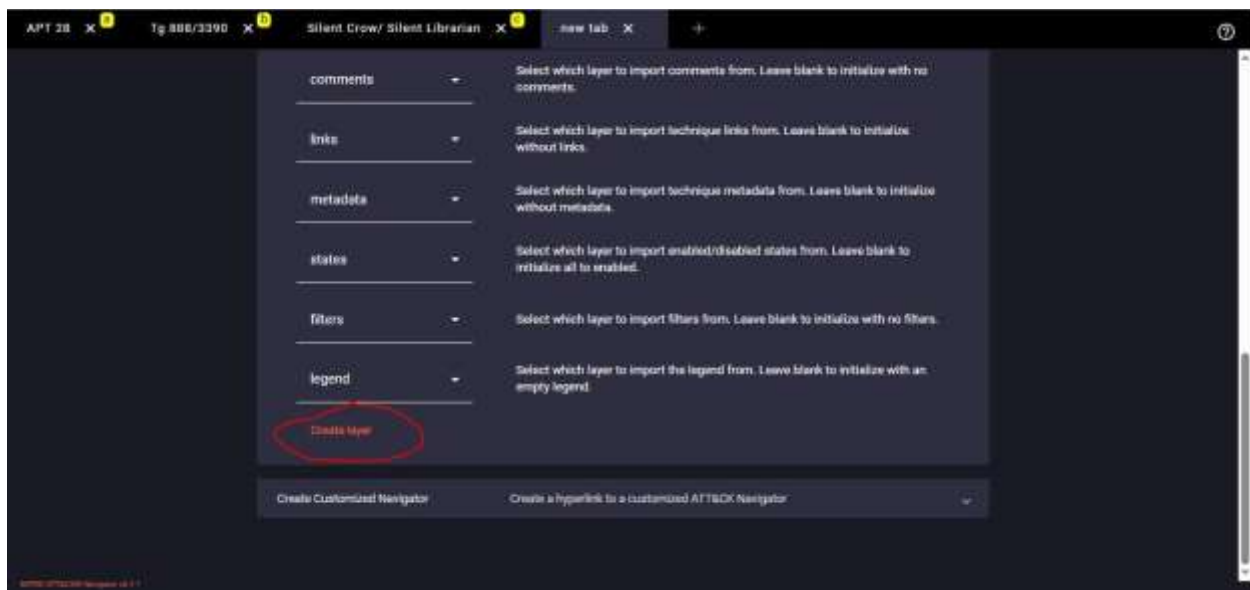 APT 28 x a Tg 888/3390 x b Silent Crow/ Silent Librarian x c new tab x +
comments
Select which layer to import comments from. Leave blank to initialize with no
comments.
links
Select which layer to import technique links from. Leave blank to initialize
without links.
metadata
Select which layer to import technique metadata from. Leave blank to initialize
without metadata.
states
Select which layer to import enabled/disabled states from. Leave blank to
initialize all to enabled.
filters
Select which layer to import filters from. Leave blank to initialize with no filters.
legend
Select which layer to import the legend from. Leave blank to initialize with an
empty legend.
Create layer
Create Customized Navigator Create a hyperlink to a customized ATT&CK Navigator
MITRE ATT&CK Navigator